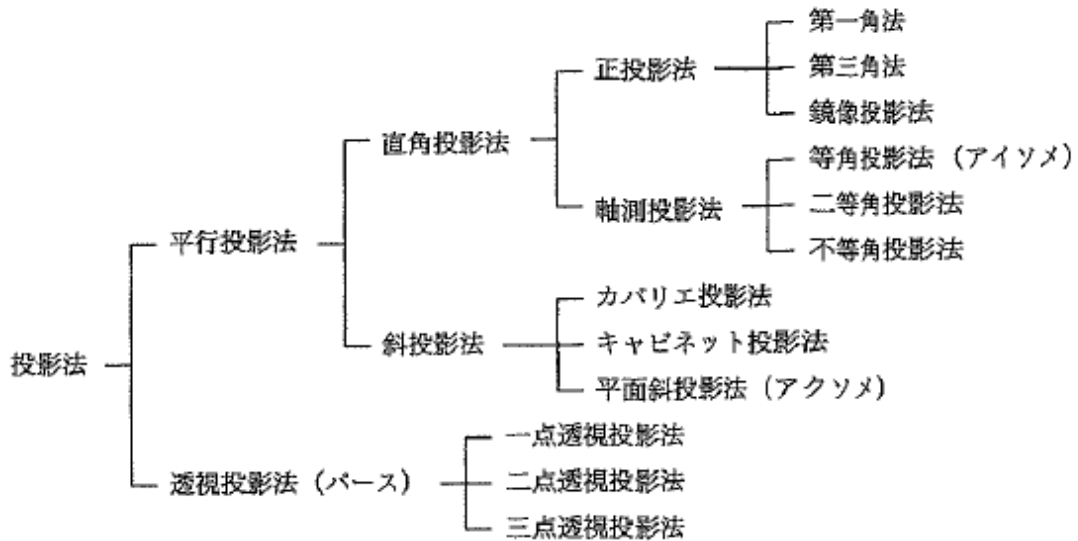 第一角法
正投影法
第三角法
鏡像投影法
直角投影法
等角投影法（アイソメ）
軸測投影法
二等角投影法
不等角投影法
平行投影法
カバリエ投影法
斜投影法
キャビネット投影法
平面斜投影法（アクソメ）
投影法
一点透視投影法
透視投影法（パース）
二点透視投影法
三点透視投影法